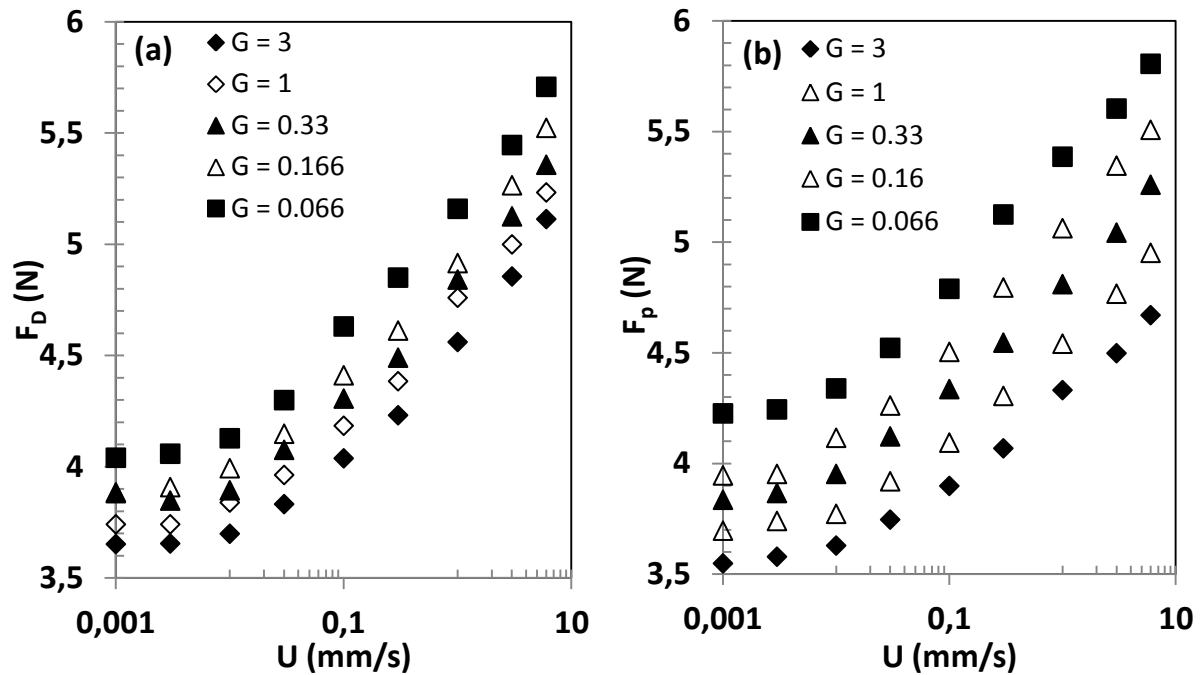 (a)
G = 3
G = 1
G = 0.33
G = 0.166
G = 0.066
6
5,5
5
4,5
4
3,5
F_D (N)
0,001
0,1
10
U (mm/s)
(b)
G = 3
G = 1
G = 0.33
G = 0.16
G = 0.066
6
5,5
5
4,5
4
3,5
F_p (N)
0,001
0,1
10
U (mm/s)